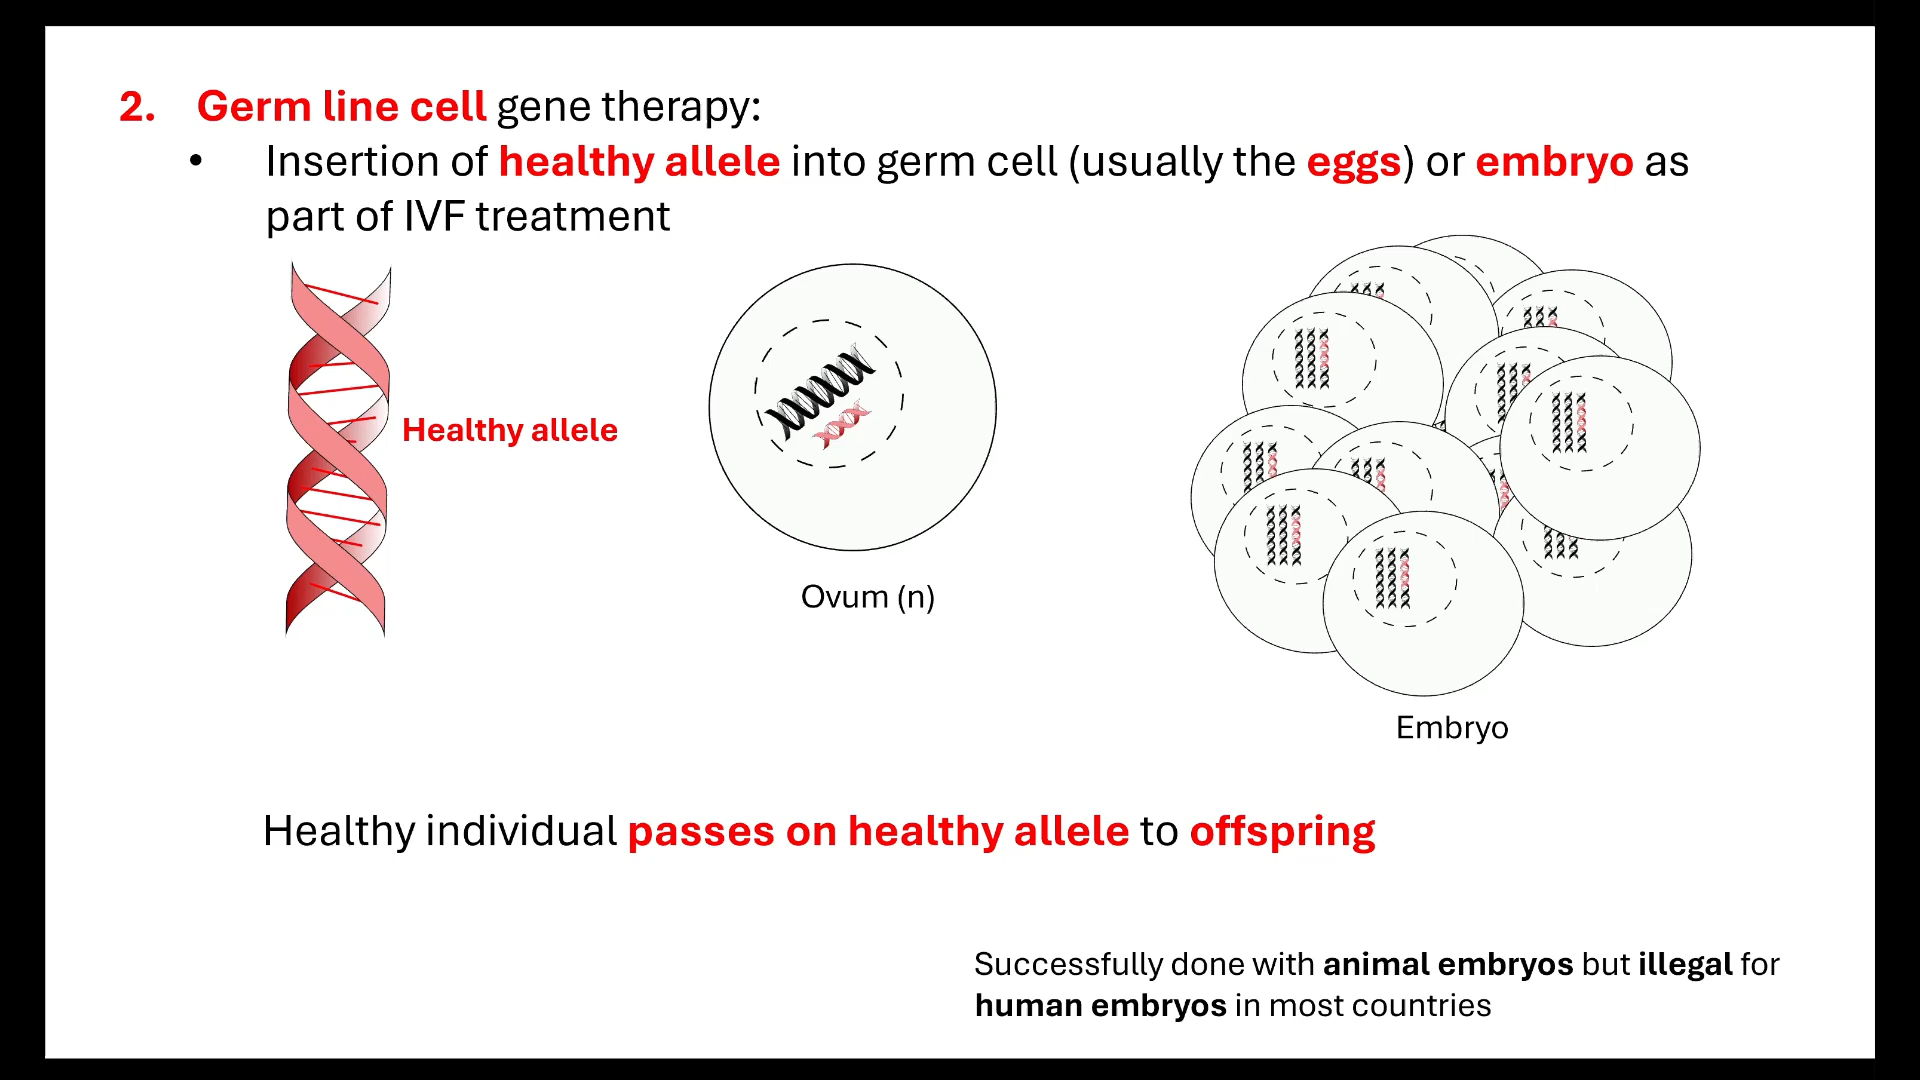 2. Germ line cell gene therapy:
• Insertion of healthy allele into germ cell (usually the eggs) or embryo as
part of IVF treatment
Healthy allele
Ovum (n)
Embryo
Healthy individual passes on healthy allele to offspring
Successfully done with animal embryos but illegal for
human embryos in most countries